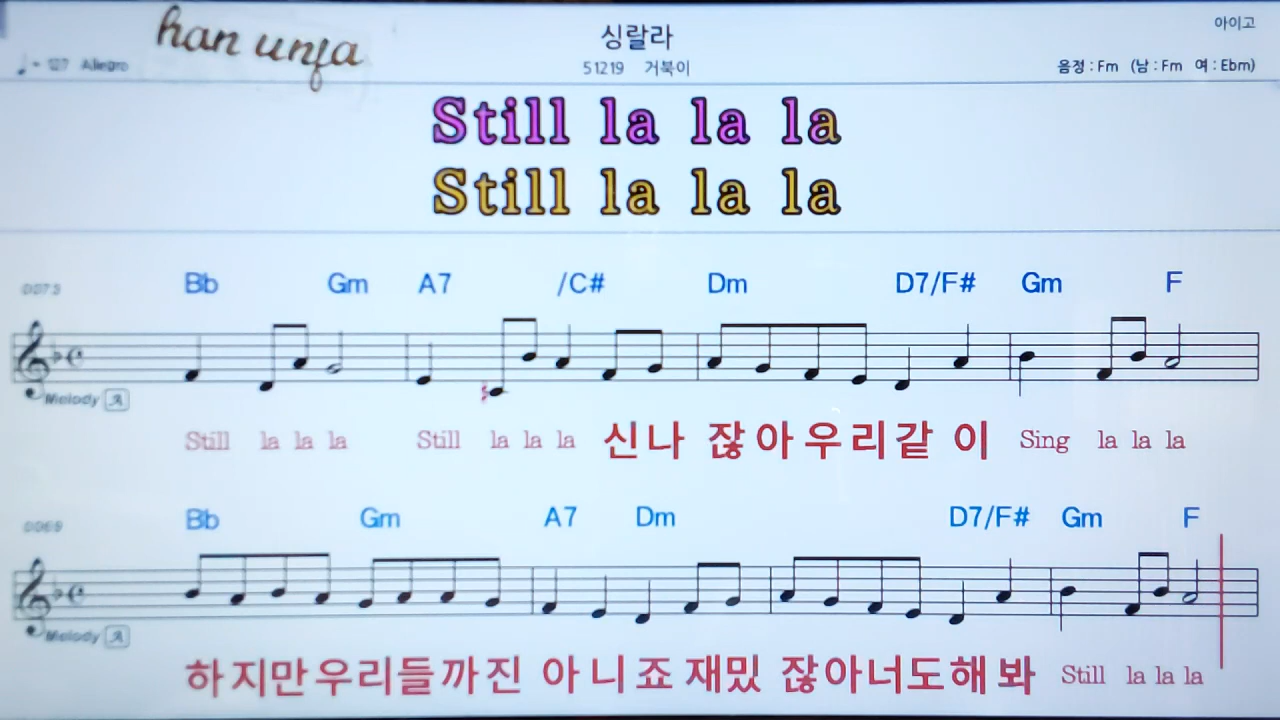 han unfa
싱랄라
아이고
♩ = 127 Allegro
51219 거북이
음정 : Fm (남 : Fm 여 : Ebm)
Still la la la
Still la la la
0073 Bb Gm A7 /C# Dm D7/F# Gm F
Melody A
Still la la la Still la la la 신나 잖아우리같 이 Sing la la la
0069 Bb Gm A7 Dm D7/F# Gm F
Melody A
하지만우리들까진 아니죠 재밌 잖아너도해 봐 Still la la la